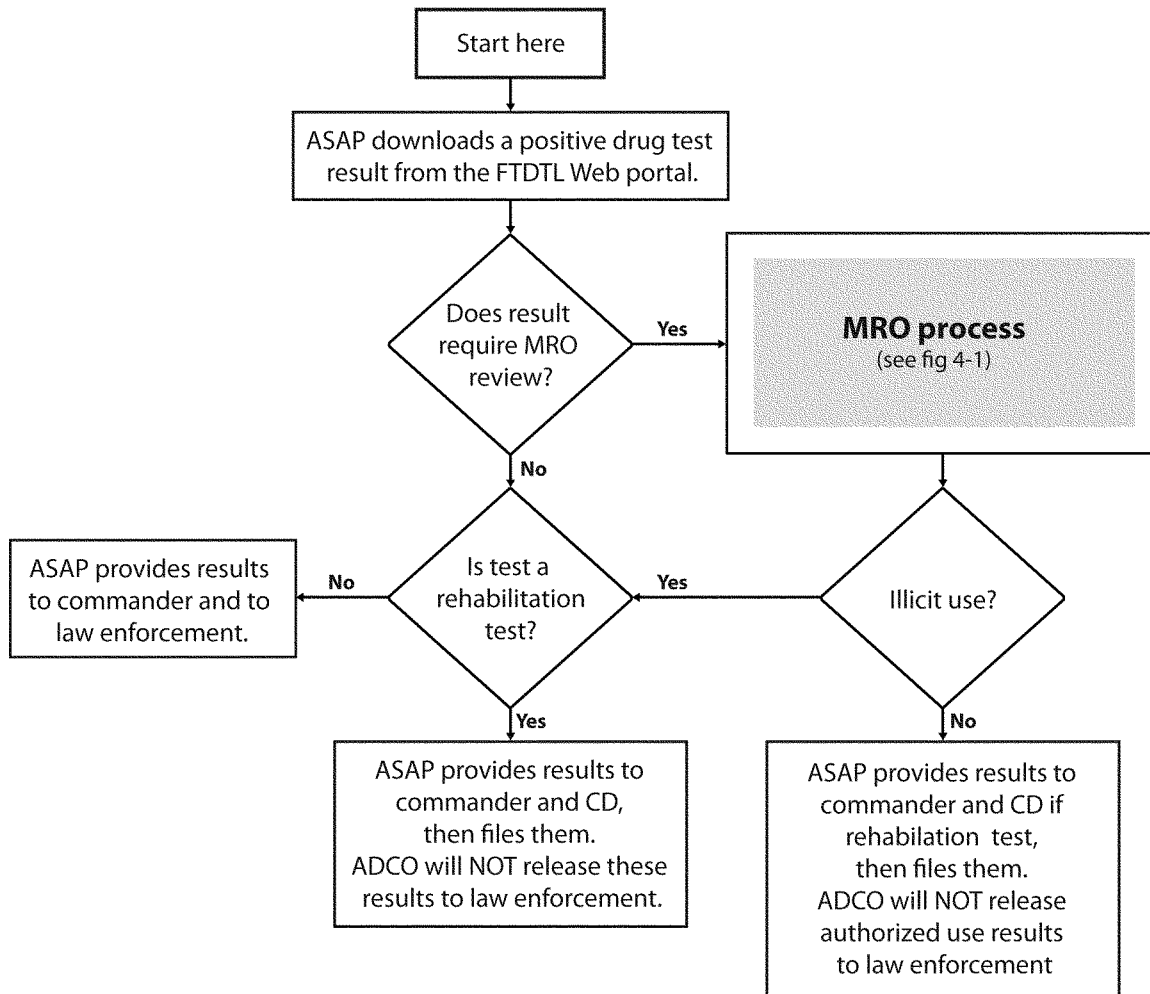 Start here
ASAP downloads a positive drug test
result from the FTDTL Web portal.
Does result
require MRO
review?
Yes
MRO process
(see fig 4-1)
No
ASAP provides results
to commander and to
law enforcement.
No
Is test a
rehabilitation
test?
Yes
Illicit use?
Yes
No
ASAP provides results to
commander and CD,
then files them.
ADCO will NOT release these
results to law enforcement.
ASAP provides results to
commander and CD if
rehabilation test,
then files them.
ADCO will NOT release
authorized use results
to law enforcement